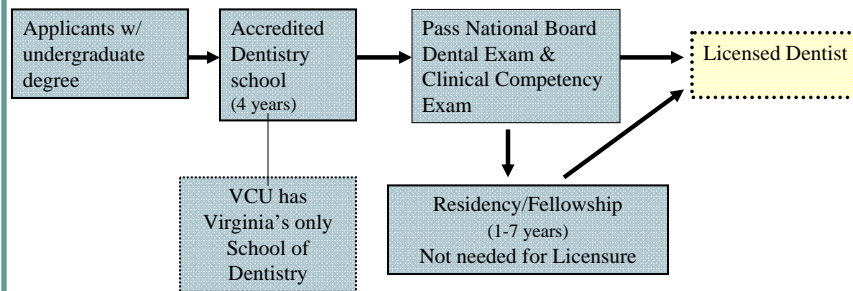 Applicants w/
undergraduate
degree
Accredited
Dentistry
school
(4 years)
Pass National Board
Dental Exam &
Clinical Competency
Exam
Licensed Dentist
VCU has
Virginia’s only
School of
Dentistry
Residency/Fellowship
(1-7 years)
Not needed for Licensure